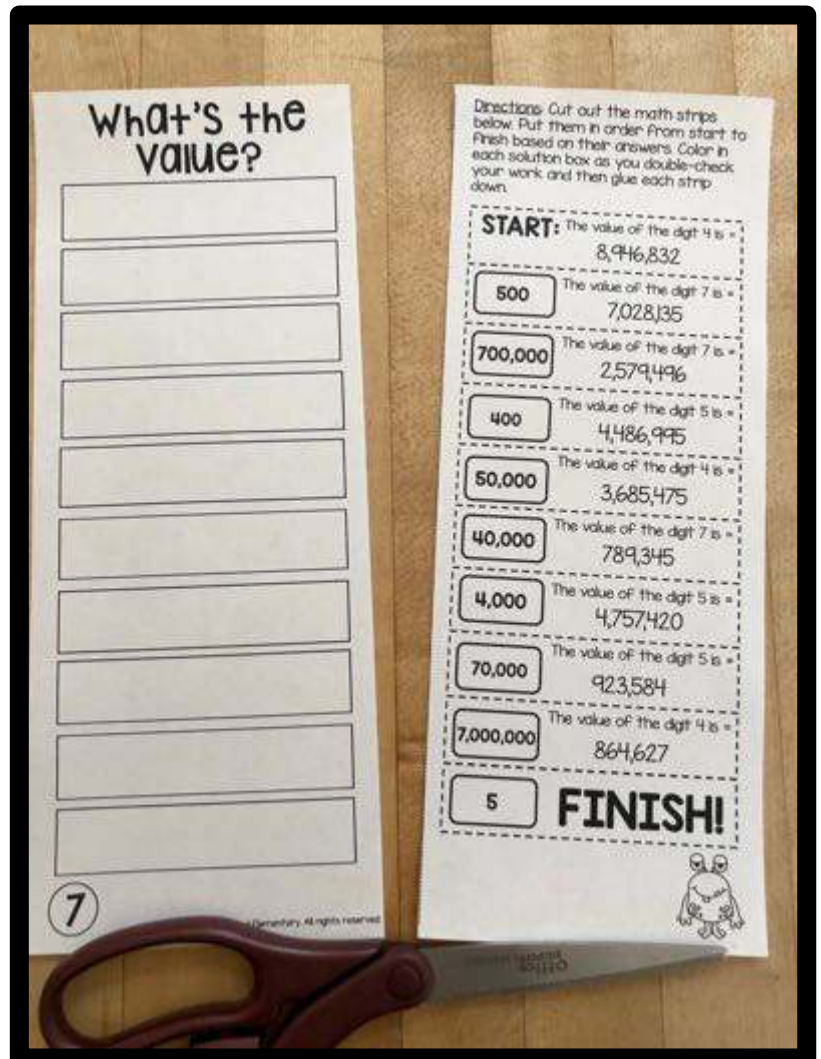 What's the
Value?
7
Elementary. All rights reserved
Directions: Cut out the math strips
below. Put them in order from start to
finish based on their answers. Color in
each solution box as you double-check
your work and then glue each strip
down.
START: The value of the digit 4 is =
8,946,832
500 The value of the digit 7 is =
7,028,135
700,000 The value of the digit 7 is =
2,579,496
400 The value of the digit 5 is =
4,486,995
50,000 The value of the digit 4 is =
3,685,475
40,000 The value of the digit 7 is =
789,345
4,000 The value of the digit 5 is =
4,757,420
70,000 The value of the digit 5 is =
923,584
7,000,000 The value of the digit 4 is =
864,627
5 FINISH!
Office